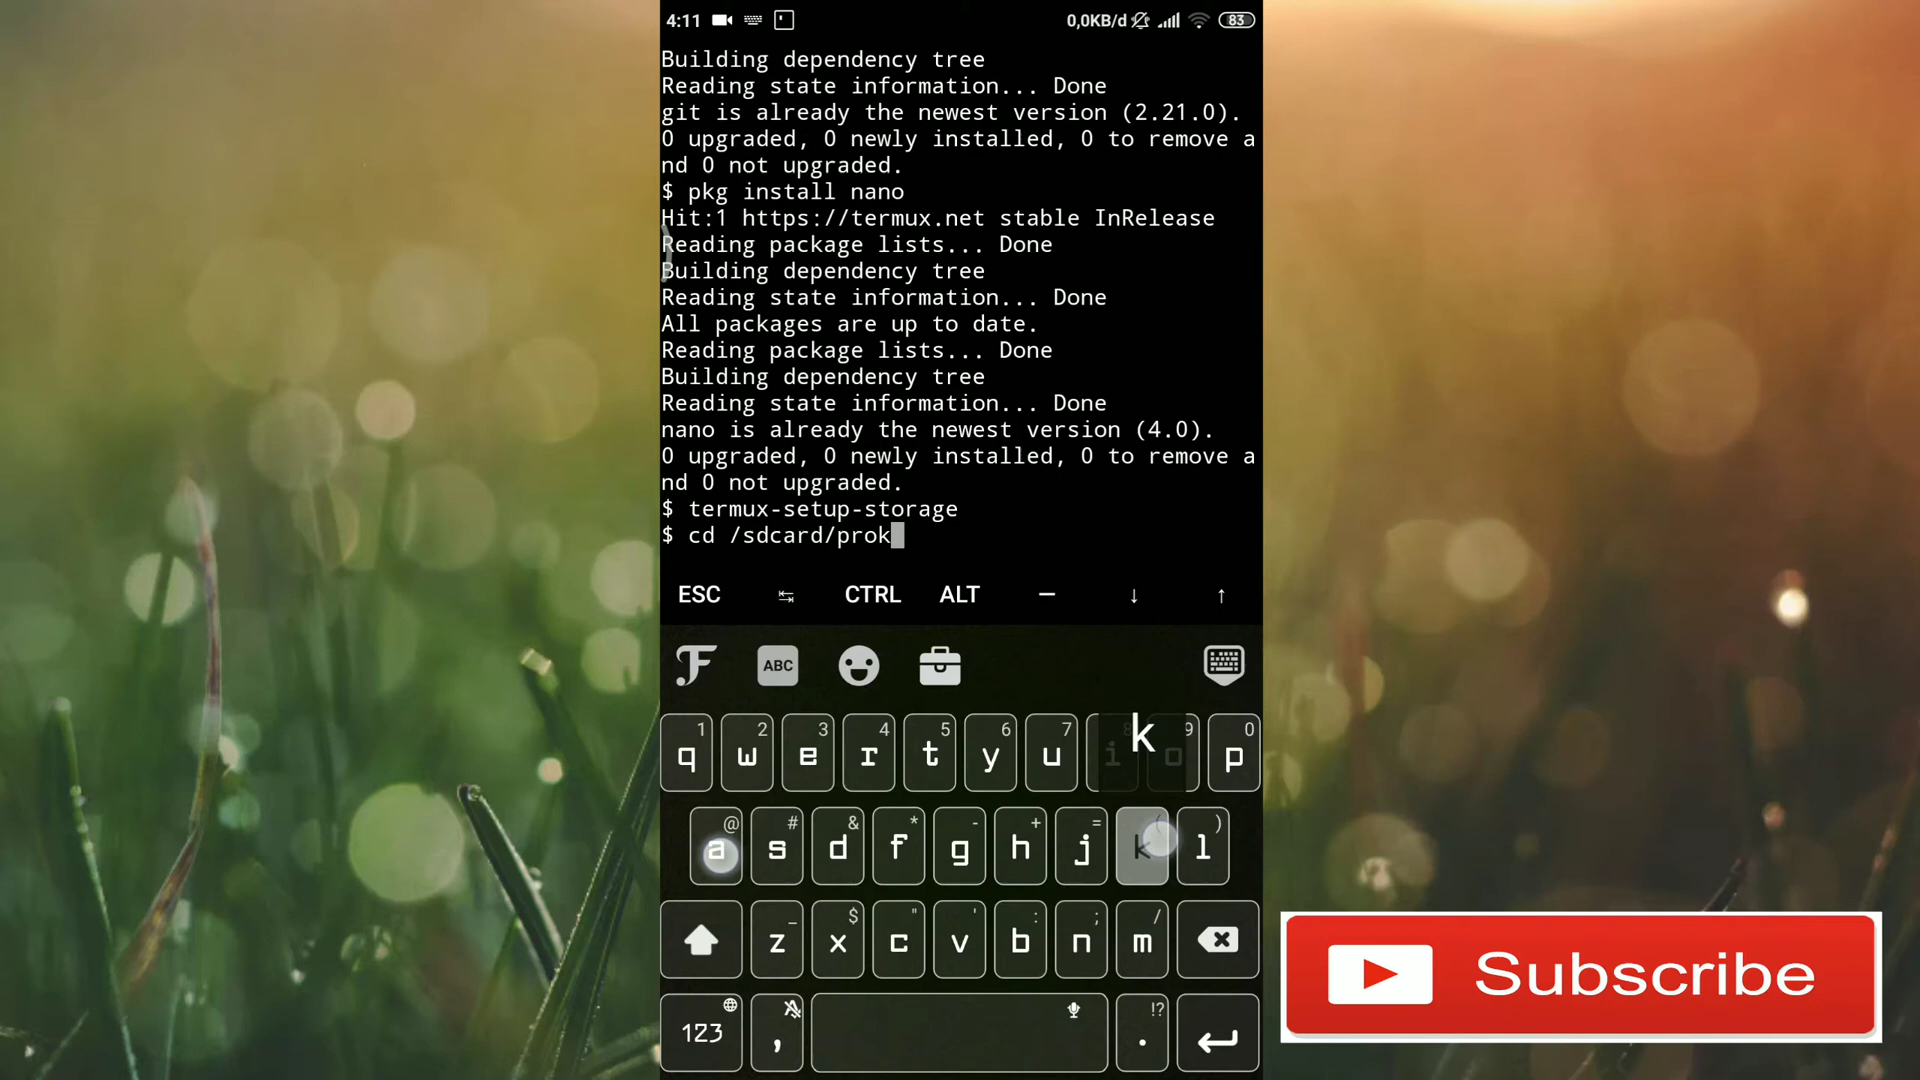 4:11 0,0KB/d 83
Building dependency tree
Reading state information... Done
git is already the newest version (2.21.0).
0 upgraded, 0 newly installed, 0 to remove a
nd 0 not upgraded.
$ pkg install nano
Hit:1 https://termux.net stable InRelease
Reading package lists... Done
Building dependency tree
Reading state information... Done
All packages are up to date.
Reading package lists... Done
Building dependency tree
Reading state information... Done
nano is already the newest version (4.0).
0 upgraded, 0 newly installed, 0 to remove a
nd 0 not upgraded.
$ termux-setup-storage
$ cd /sdcard/prok
ESC ↹ CTRL ALT — ↓ ↑
F ABC
k
1 2 3 4 5 6 7 8 9 0
q w e r t y u i o p
@ # & * - + = ( )
a s d f g h j k l
_ $ " ' : ; /
z x c v b n m
!?
123 , .
Subscribe